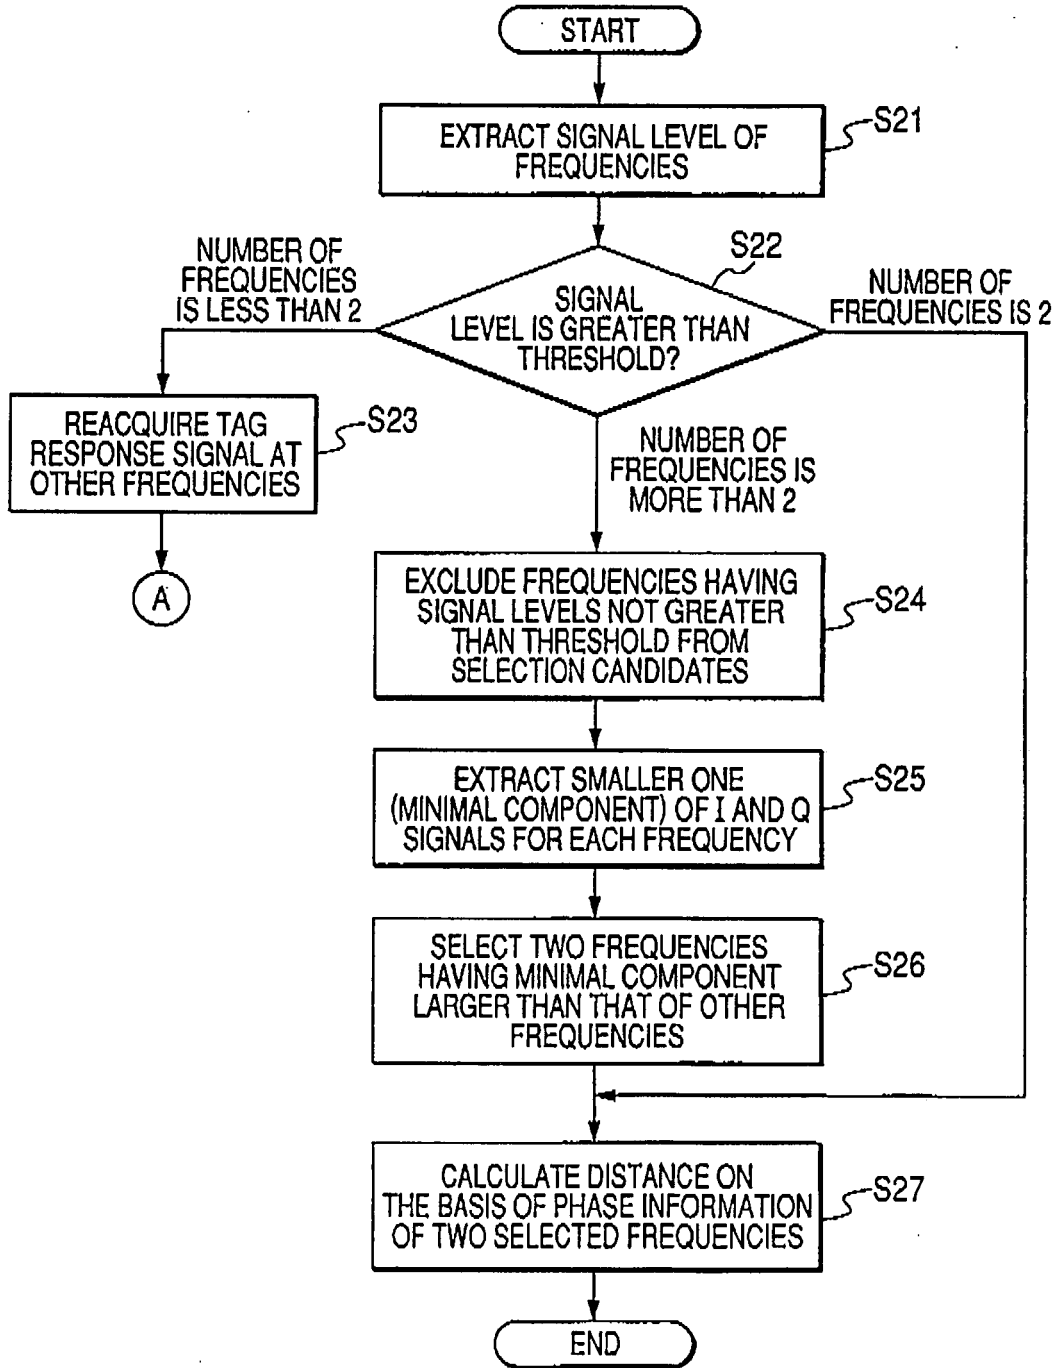 START
EXTRACT SIGNAL LEVEL OF
FREQUENCIES
S21
S22
SIGNAL
LEVEL IS GREATER THAN
THRESHOLD?
NUMBER OF
FREQUENCIES
IS LESS THAN 2
NUMBER OF
FREQUENCIES IS 2
REACQUIRE TAG
RESPONSE SIGNAL AT
OTHER FREQUENCIES
S23
A
NUMBER OF
FREQUENCIES IS
MORE THAN 2
EXCLUDE FREQUENCIES HAVING
SIGNAL LEVELS NOT GREATER
THAN THRESHOLD FROM
SELECTION CANDIDATES
S24
EXTRACT SMALLER ONE
(MINIMAL COMPONENT) OF I AND Q
SIGNALS FOR EACH FREQUENCY
S25
SELECT TWO FREQUENCIES
HAVING MINIMAL COMPONENT
LARGER THAN THAT OF OTHER
FREQUENCIES
S26
CALCULATE DISTANCE ON
THE BASIS OF PHASE INFORMATION
OF TWO SELECTED FREQUENCIES
S27
END